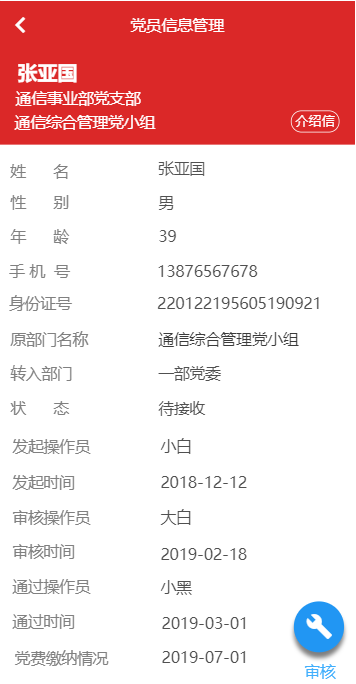 党员信息管理
张亚国
通信事业部党支部
通信综合管理党小组 介绍信
姓 名 张亚国
性 别 男
年 龄 39
手 机 号 13876567678
身份证号 220122195605190921
原部门名称 通信综合管理党小组
转入部门 一部党委
状 态 待接收
发起操作员 小白
发起时间 2018-12-12
审核操作员 大白
审核时间 2019-02-18
通过操作员 小黑
通过时间 2019-03-01
党费缴纳情况 2019-07-01
审核